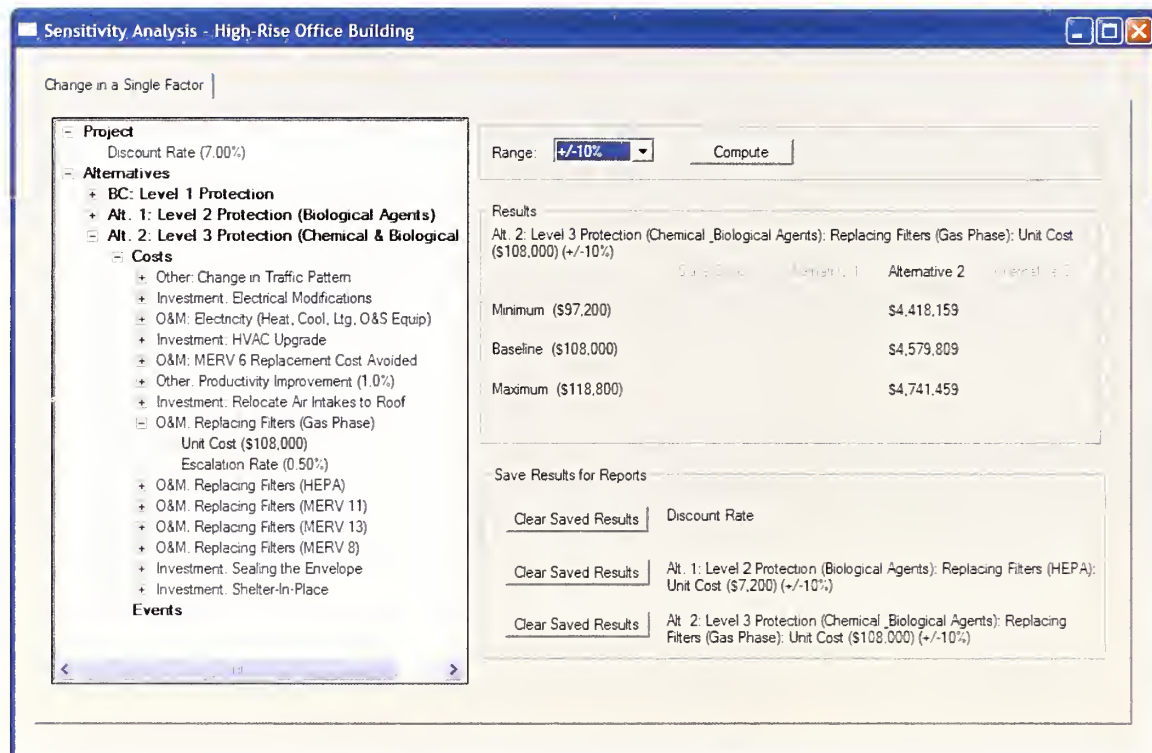 Sensitivity Analysis - High-Rise Office Building
Change in a Single Factor
Project
Discount Rate (7.00%)
Alternatives
BC: Level 1 Protection
Alt. 1: Level 2 Protection (Biological Agents)
Alt. 2: Level 3 Protection (Chemical & Biological
Costs
Other: Change in Traffic Pattern
Investment. Electrical Modifications
O&M: Electricity (Heat, Cool, Ltg, O&S Equip)
Investment: HVAC Upgrade
O&M: MERV 6 Replacement Cost Avoided
Other. Productivity Improvement (1.0%)
Investment: Relocate Air Intakes to Roof
O&M. Replacing Filters (Gas Phase)
Unit Cost ($108,000)
Escalation Rate (0.50%)
O&M. Replacing Filters (HEPA)
O&M. Replacing Filters (MERV 11)
O&M. Replacing Filters (MERV 13)
O&M. Replacing Filters (MERV 8)
Investment. Sealing the Envelope
Investment. Shelter-In-Place
Events
Range: +/-10% Compute
Results
Alt. 2: Level 3 Protection (Chemical _Biological Agents): Replacing Filters (Gas Phase): Unit Cost
($108,000) (+/-10%)
Alternative 2
Minimum ($97,200) $4,418,159
Baseline ($108,000) $4,579,809
Maximum ($118,800) $4,741,459
Save Results for Reports
Clear Saved Results Discount Rate
Clear Saved Results Alt. 1: Level 2 Protection (Biological Agents): Replacing Filters (HEPA):
Unit Cost ($7,200) (+/-10%)
Clear Saved Results Alt 2: Level 3 Protection (Chemical _Biological Agents): Replacing
Filters (Gas Phase): Unit Cost ($108.000) (+/-10%)